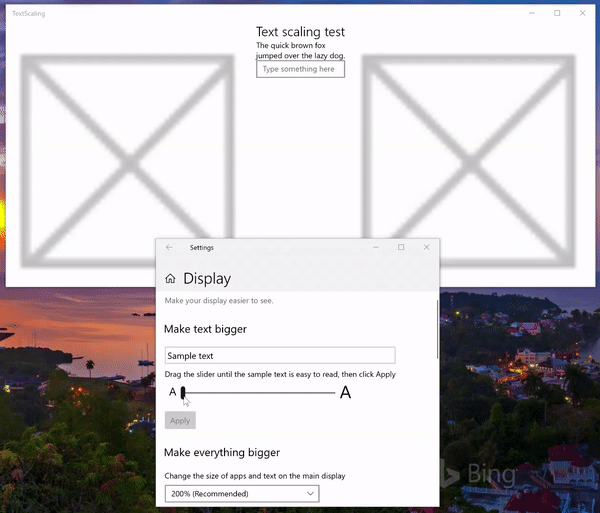 TextScaling
Text scaling test
The quick brown fox
jumped over the lazy dog.
Type something here
Settings
Display
Make your display easier to see.
Make text bigger
Sample text
Drag the slider until the sample text is easy to read, then click Apply
A A
Apply
Make everything bigger
Change the size of apps and text on the main display
200% (Recommended)
Bing